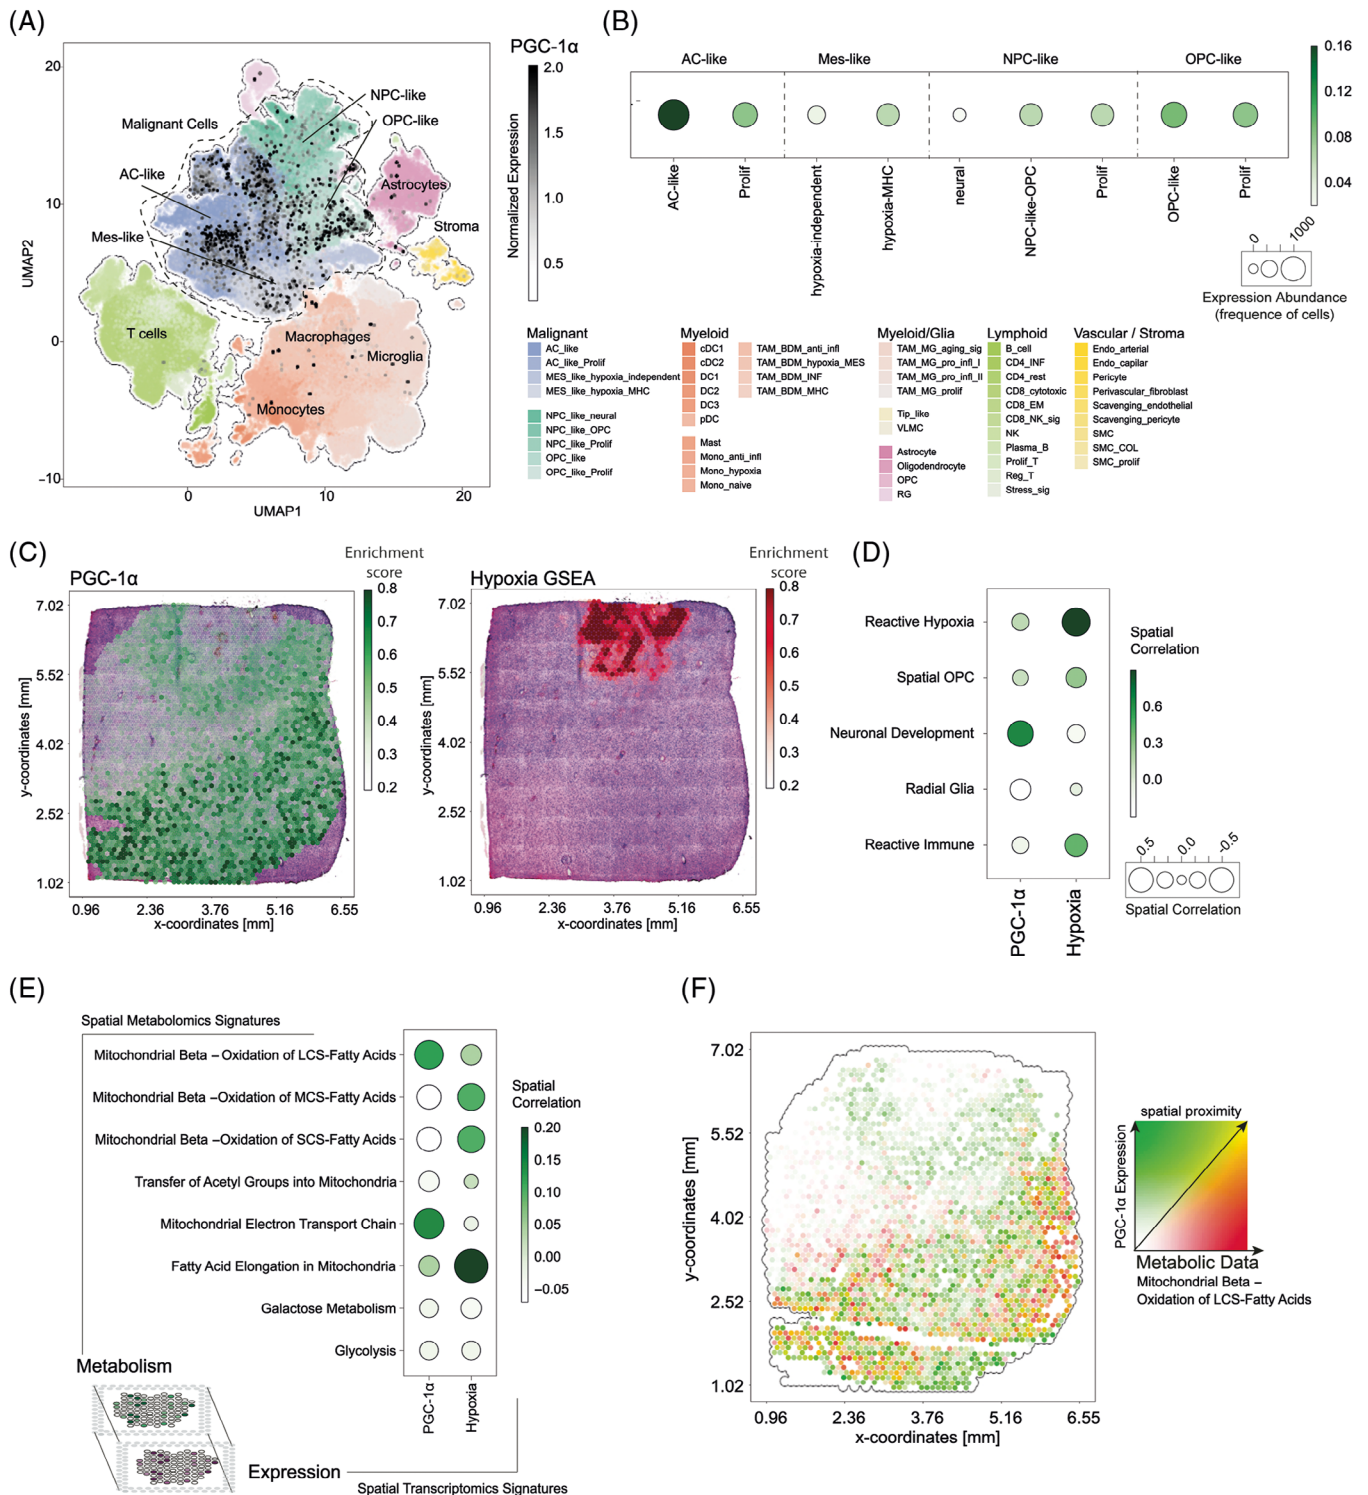 (A)
PGC-1α
20
10
0
−10
UMAP2
0
10
20
UMAP1
Malignant Cells
NPC-like
OPC-like
AC-like
Mes-like
Astrocytes
Stroma
T cells
Macrophages
Microglia
Monocytes
2.0
1.5
1.0
0.5
Normalized Expression
(B)
AC-like
Mes-like
NPC-like
OPC-like
AC-like
Prolif
hypoxia-independent
hypoxia-MHC
neural
NPC-like-OPC
Prolif
OPC-like
Prolif
0.16
0.12
0.08
0.04
0
1000
Expression Abundance
(frequence of cells)
Malignant
AC_like
AC_like_Prolif
MES_like_hypoxia_independent
MES_like_hypoxia_MHC
NPC_like_neural
NPC_like_OPC
NPC_like_Prolif
OPC_like
OPC_like_Prolif
Myeloid
cDC1
cDC2
DC1
DC2
DC3
pDC
Mast
Mono_anti_infl
Mono_hypoxia
Mono_naive
TAM_BDM_anti_infl
TAM_BDM_hypoxia_MES
TAM_BDM_INF
TAM_BDM_MHC
Myeloid/Glia
TAM_MG_aging_sig
TAM_MG_pro_infl_I
TAM_MG_pro_infl_II
TAM_MG_prolif
Tip_like
VLMC
Astrocyte
Oligodendrocyte
OPC
RG
Lymphoid
B_cell
CD4_INF
CD4_rest
CD8_cytotoxic
CD8_EM
CD8_NK_sig
NK
Plasma_B
Prolif_T
Reg_T
Stress_sig
Vascular / Stroma
Endo_arterial
Endo_capilar
Pericyte
Perivascular_fibroblast
Scavenging_endothelial
Scavenging_pericyte
SMC
SMC_COL
SMC_prolif
(C)
PGC-1α
Enrichment
score
0.8
0.7
0.6
0.5
0.4
0.3
0.2
7.02
5.52
4.02
2.52
1.02
y-coordinates [mm]
0.96
2.36
3.76
5.16
6.55
x-coordinates [mm]
Hypoxia GSEA
Enrichment
score
0.8
0.7
0.6
0.5
0.4
0.3
0.2
7.02
5.52
4.02
2.52
1.02
y-coordinates [mm]
0.96
2.36
3.76
5.16
6.55
x-coordinates [mm]
(D)
Reactive Hypoxia
Spatial OPC
Neuronal Development
Radial Glia
Reactive Immune
PGC-1α
Hypoxia
Spatial
Correlation
0.6
0.3
0.0
0.5
0.0
-0.5
Spatial Correlation
(E)
Spatial Metabolomics Signatures
Mitochondrial Beta −Oxidation of LCS-Fatty Acids
Mitochondrial Beta −Oxidation of MCS-Fatty Acids
Mitochondrial Beta −Oxidation of SCS-Fatty Acids
Transfer of Acetyl Groups into Mitochondria
Mitochondrial Electron Transport Chain
Fatty Acid Elongation in Mitochondria
Galactose Metabolism
Glycolysis
PGC-1α
Hypoxia
Spatial
Correlation
0.20
0.15
0.10
0.05
0.00
−0.05
Metabolism
Expression
Spatial Transcriptomics Signatures
(F)
7.02
5.52
4.02
2.52
1.02
y-coordinates [mm]
0.96
2.36
3.76
5.16
6.55
x-coordinates [mm]
spatial proximity
PGC-1α Expression
Metabolic Data
Mitochondrial Beta −
Oxidation of LCS-Fatty Acids